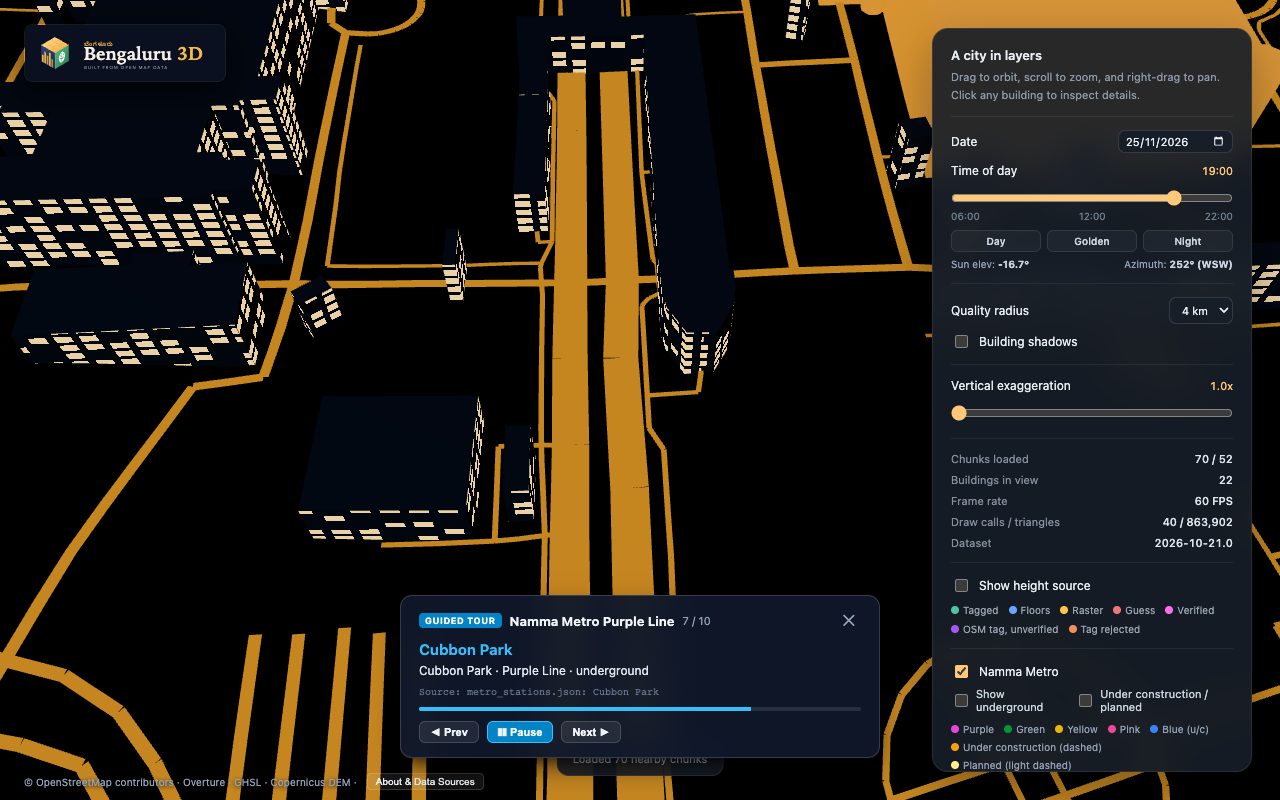 ಬೆಂಗಳೂರು
Bengaluru 3D
BUILT FROM OPEN MAP DATA
A city in layers
Drag to orbit, scroll to zoom, and right-drag to pan.
Click any building to inspect details.
Date 25/11/2026
Time of day 19:00
06:00 12:00 22:00
Day Golden Night
Sun elev: -16.7° Azimuth: 252° (WSW)
Quality radius 4 km
Building shadows
Vertical exaggeration 1.0x
Chunks loaded 70 / 52
Buildings in view 22
Frame rate 60 FPS
Draw calls / triangles 40 / 863,902
Dataset 2026-10-21.0
Show height source
Tagged Floors Raster Guess Verified
OSM tag, unverified Tag rejected
Namma Metro
Show underground Under construction / planned
Purple Green Yellow Pink Blue (u/c)
Under construction (dashed)
Planned (light dashed)
GUIDED TOUR Namma Metro Purple Line 7 / 10
Cubbon Park
Cubbon Park · Purple Line · underground
Source: metro_stations.json: Cubbon Park
◀ Prev Pause Next ▶
Loaded 70 nearby chunks
© OpenStreetMap contributors · Overture · GHSL · Copernicus DEM · About & Data Sources